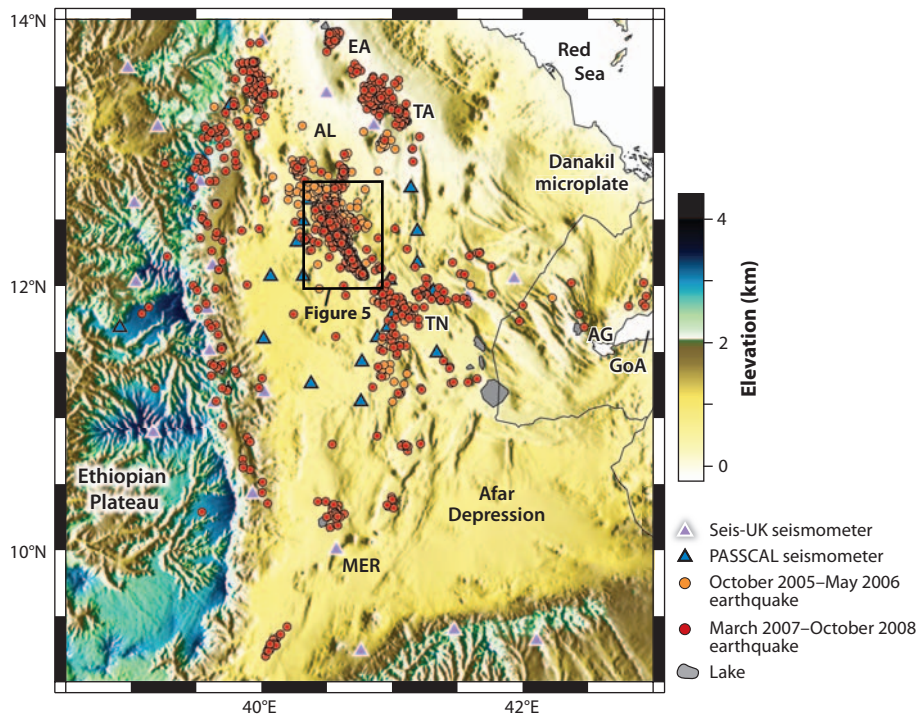 14°N
12°N
10°N
40°E
42°E
EA
TA
AL
Red
Sea
Danakil
microplate
Figure 5
TN
AG
GoA
Ethiopian
Plateau
Afar
Depression
MER
4
2
0
Elevation (km)
Seis-UK seismometer
PASSCAL seismometer
October 2005–May 2006
earthquake
March 2007–October 2008
earthquake
Lake